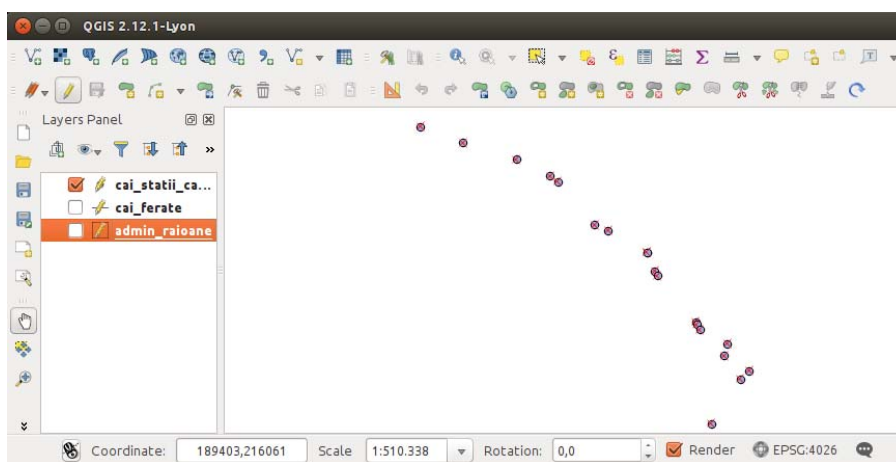 QGIS 2.12.1-Lyon
Layers Panel
cai_statii_ca...
cai_ferate
admin_raioane
Coordinate: 189403,216061 Scale 1:510.338 Rotation: 0,0 Render EPSG:4026